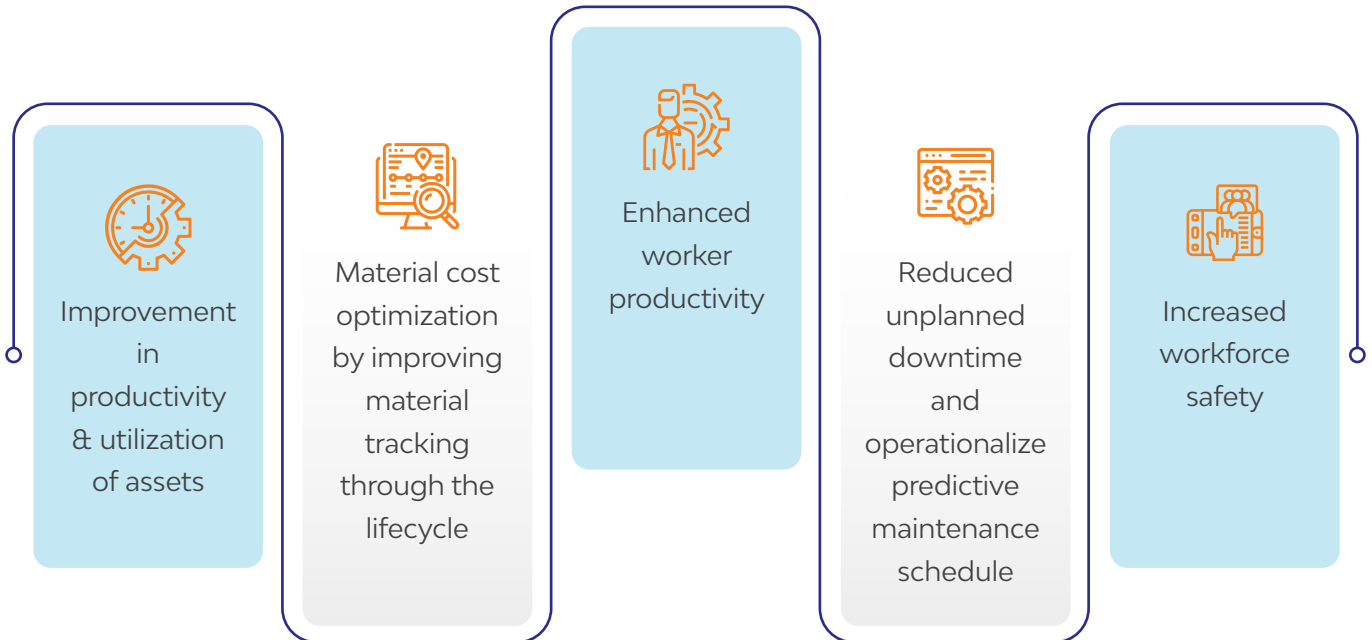 Improvement
in
productivity
& utilization
of assets
Material cost
optimization
by improving
material
tracking
through the
lifecycle
Enhanced
worker
productivity
Reduced
unplanned
downtime
and
operationalize
predictive
maintenance
schedule
Increased
workforce
safety